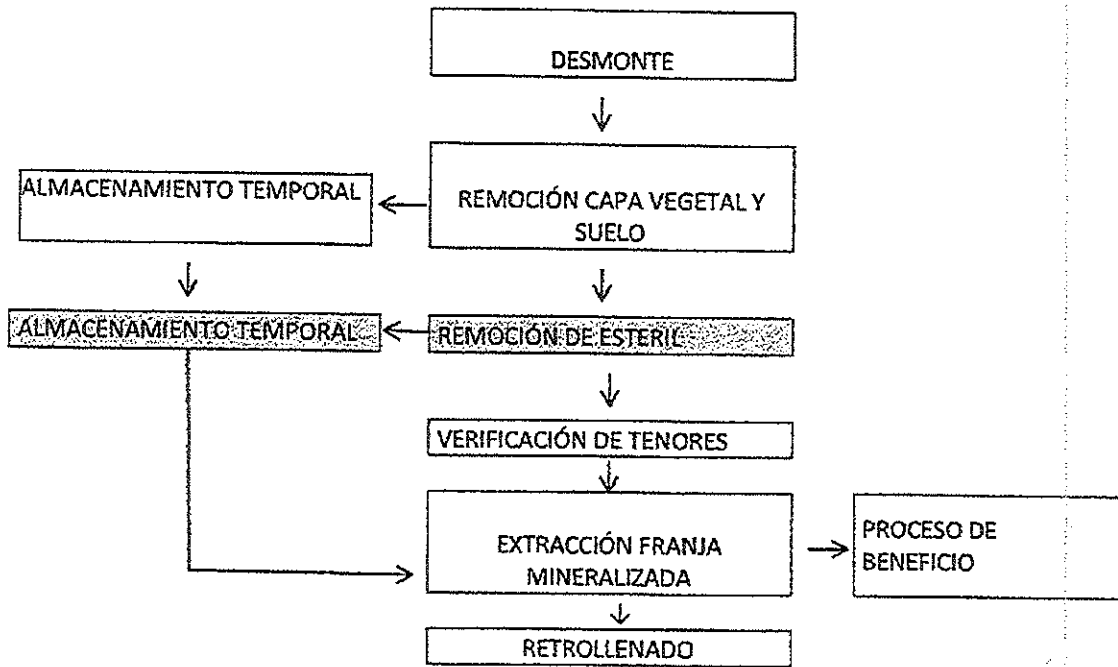 DESMONTE
ALMACENAMIENTO TEMPORAL
REMOCIÓN CAPA VEGETAL Y
SUELO
ALMACENAMIENTO TEMPORAL
REMOCIÓN DE ESTERIL
VERIFICACIÓN DE TENORES
EXTRACCIÓN FRANJA
MINERALIZADA
PROCESO DE
BENEFICIO
RETROLLENADO